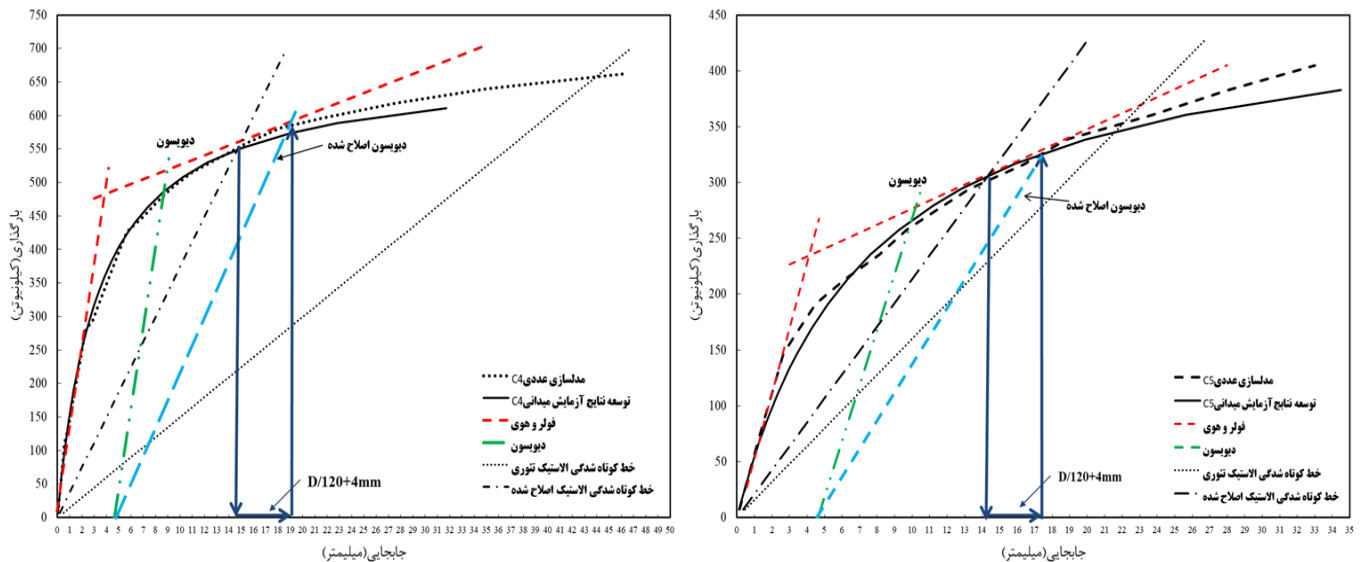 بارگذاری(کیلونیوتن)
750
700
650
600
550
500
450
400
350
300
250
200
150
100
50
0
دیویسون
دیویسون اصلاح شده
مدلسازی عددیC4
توسعه نتایج آزمایش میدانیC4
فولر و هوی
دیویسون
خط کوتاه شدگی الاستیک تئوری
خط کوتاه شدگی الاستیک اصلاح شده
D/120+4mm
0 1 2 3 4 5 6 7 8 9 10 11 12 13 14 15 16 17 18 19 20 21 22 23 24 25 26 27 28 29 30 31 32 33 34 35 36 37 38 39 40 41 42 43 44 45 46 47 48 49 50
جابجایی(میلیمتر)
بارگذاری(کیلونیوتن)
450
400
350
300
250
200
150
100
50
0
دیویسون
دیویسون اصلاح شده
مدلسازی عددیC5
توسعه نتایج آزمایش میدانیC5
فولر و هوی
دیویسون
خط کوتاه شدگی الاستیک تئوری
خط کوتاه شدگی الاستیک اصلاح شده
D/120+4mm
0 1 2 3 4 5 6 7 8 9 10 11 12 13 14 15 16 17 18 19 20 21 22 23 24 25 26 27 28 29 30 31 32 33 34 35
جابجایی(میلیمتر)